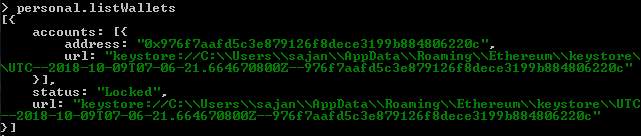 > personal.listWallets
[{
    accounts: [{
        address: "0x976f7aafd5c3e879126f8dece3199b884806220c",
        url: "keystore://C:\\Users\\sajan\\AppData\\Roaming\\Ethereum\\keystore\
\UTC--2018-10-09T07-06-21.664670800Z--976f7aafd5c3e879126f8dece3199b884806220c"
    }],
    status: "Locked",
    url: "keystore://C:\\Users\\sajan\\AppData\\Roaming\\Ethereum\\keystore\\UTC
--2018-10-09T07-06-21.664670800Z--976f7aafd5c3e879126f8dece3199b884806220c"
}]